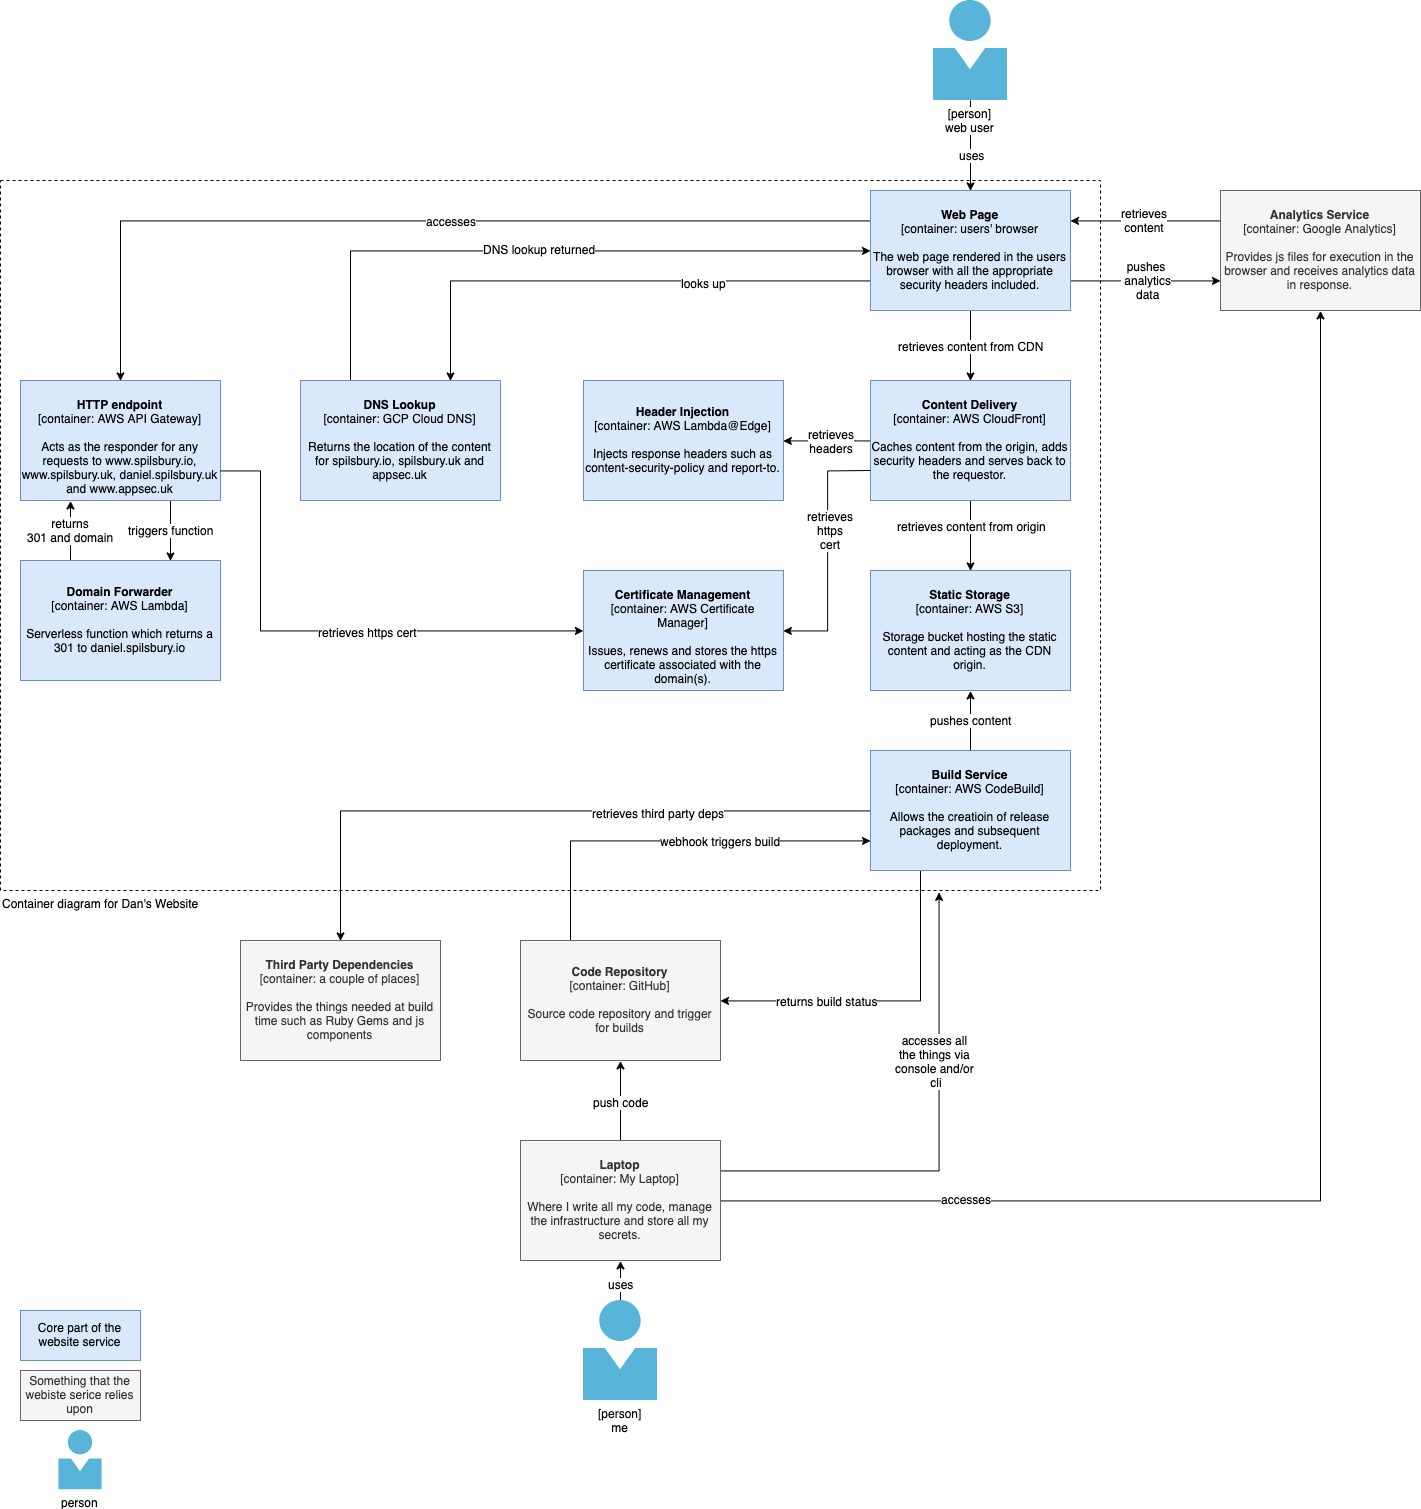 [person]
web user
uses
Web Page
[container: users' browser
The web page rendered in the users
browser with all the appropriate
security headers included.
retrieves
content
pushes
analytics
data
Analytics Service
[container: Google Analytics]
Provides js files for execution in the
browser and receives analytics data
in response.
accesses
DNS lookup returned
looks up
retrieves content from CDN
HTTP endpoint
[container: AWS API Gateway]
Acts as the responder for any
requests to www.spilsbury.io,
www.spilsbury.uk, daniel.spilsbury.uk
and www.appsec.uk
DNS Lookup
[container: GCP Cloud DNS]
Returns the location of the content
for spilsbury.io, spilsbury.uk and
appsec.uk
Header Injection
[container: AWS Lambda@Edge]
Injects response headers such as
content-security-policy and report-to.
retrieves
headers
Content Delivery
[container: AWS CloudFront]
Caches content from the origin, adds
security headers and serves back to
the requestor.
returns
301 and domain
triggers function
retrieves
https
cert
retrieves content from origin
Domain Forwarder
[container: AWS Lambda]
Serverless function which returns a
301 to daniel.spilsbury.io
retrieves https cert
Certificate Management
[container: AWS Certificate
Manager]
Issues, renews and stores the https
certificate associated with the
domain(s).
Static Storage
[container: AWS S3]
Storage bucket hosting the static
content and acting as the CDN
origin.
pushes content
Build Service
[container: AWS CodeBuild]
Allows the creatioin of release
packages and subsequent
deployment.
retrieves third party deps
webhook triggers build
Container diagram for Dan's Website
Third Party Dependencies
[container: a couple of places]
Provides the things needed at build
time such as Ruby Gems and js
components
Code Repository
[container: GitHub]
Source code repository and trigger
for builds
returns build status
accesses all
the things via
console and/or
cli
push code
Laptop
[container: My Laptop]
Where I write all my code, manage
the infrastructure and store all my
secrets.
accesses
uses
[person]
me
Core part of the
website service
Something that the
webiste serice relies
upon
person